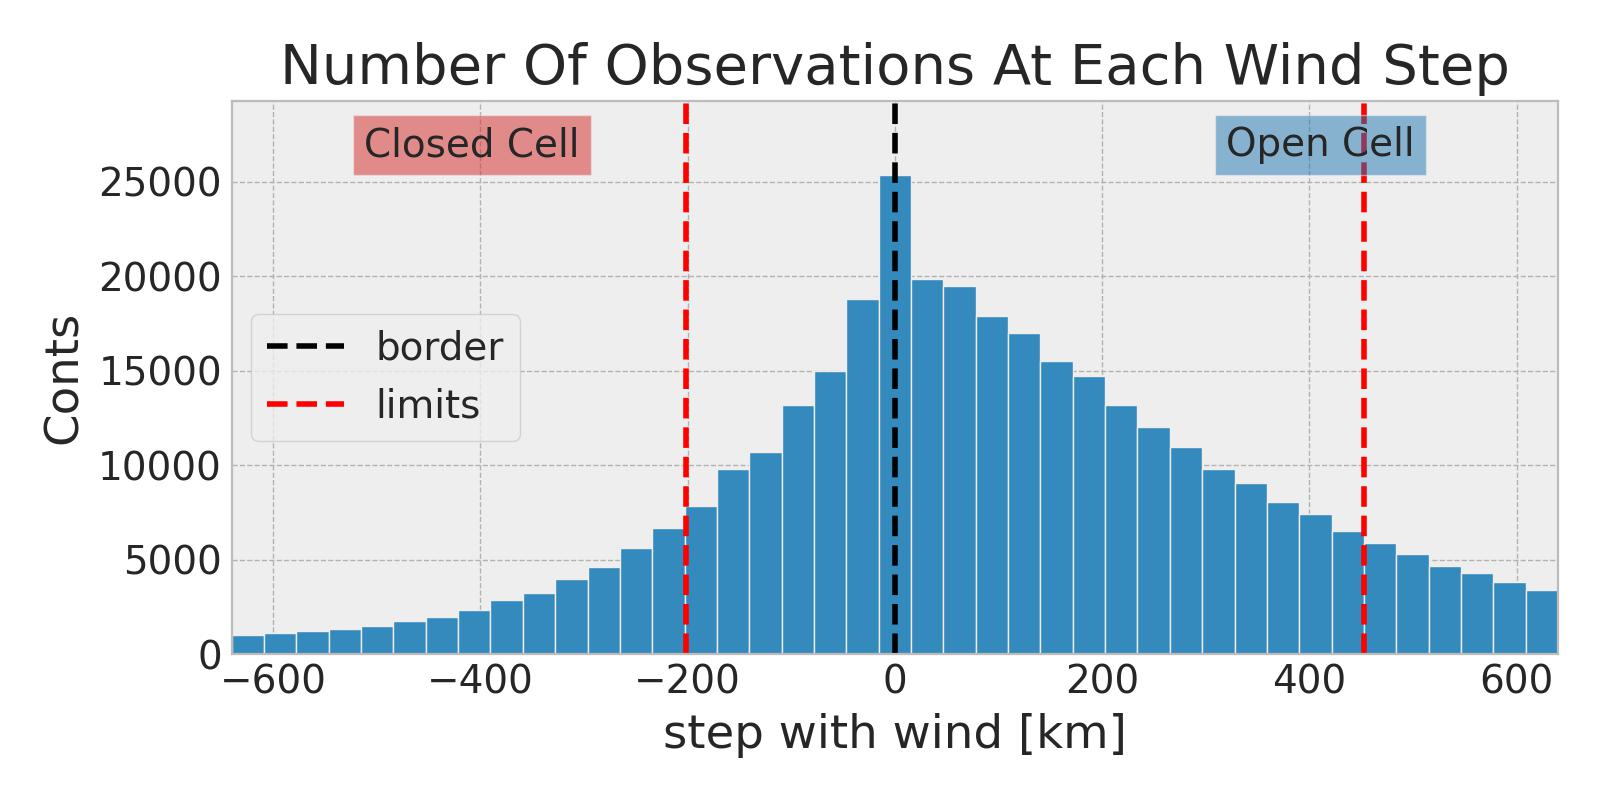 Number Of Observations At Each Wind Step
Closed Cell
Open Cell
25000
20000
15000
10000
5000
0
Conts
border
limits
−600 −400 −200 0 200 400 600
step with wind [km]